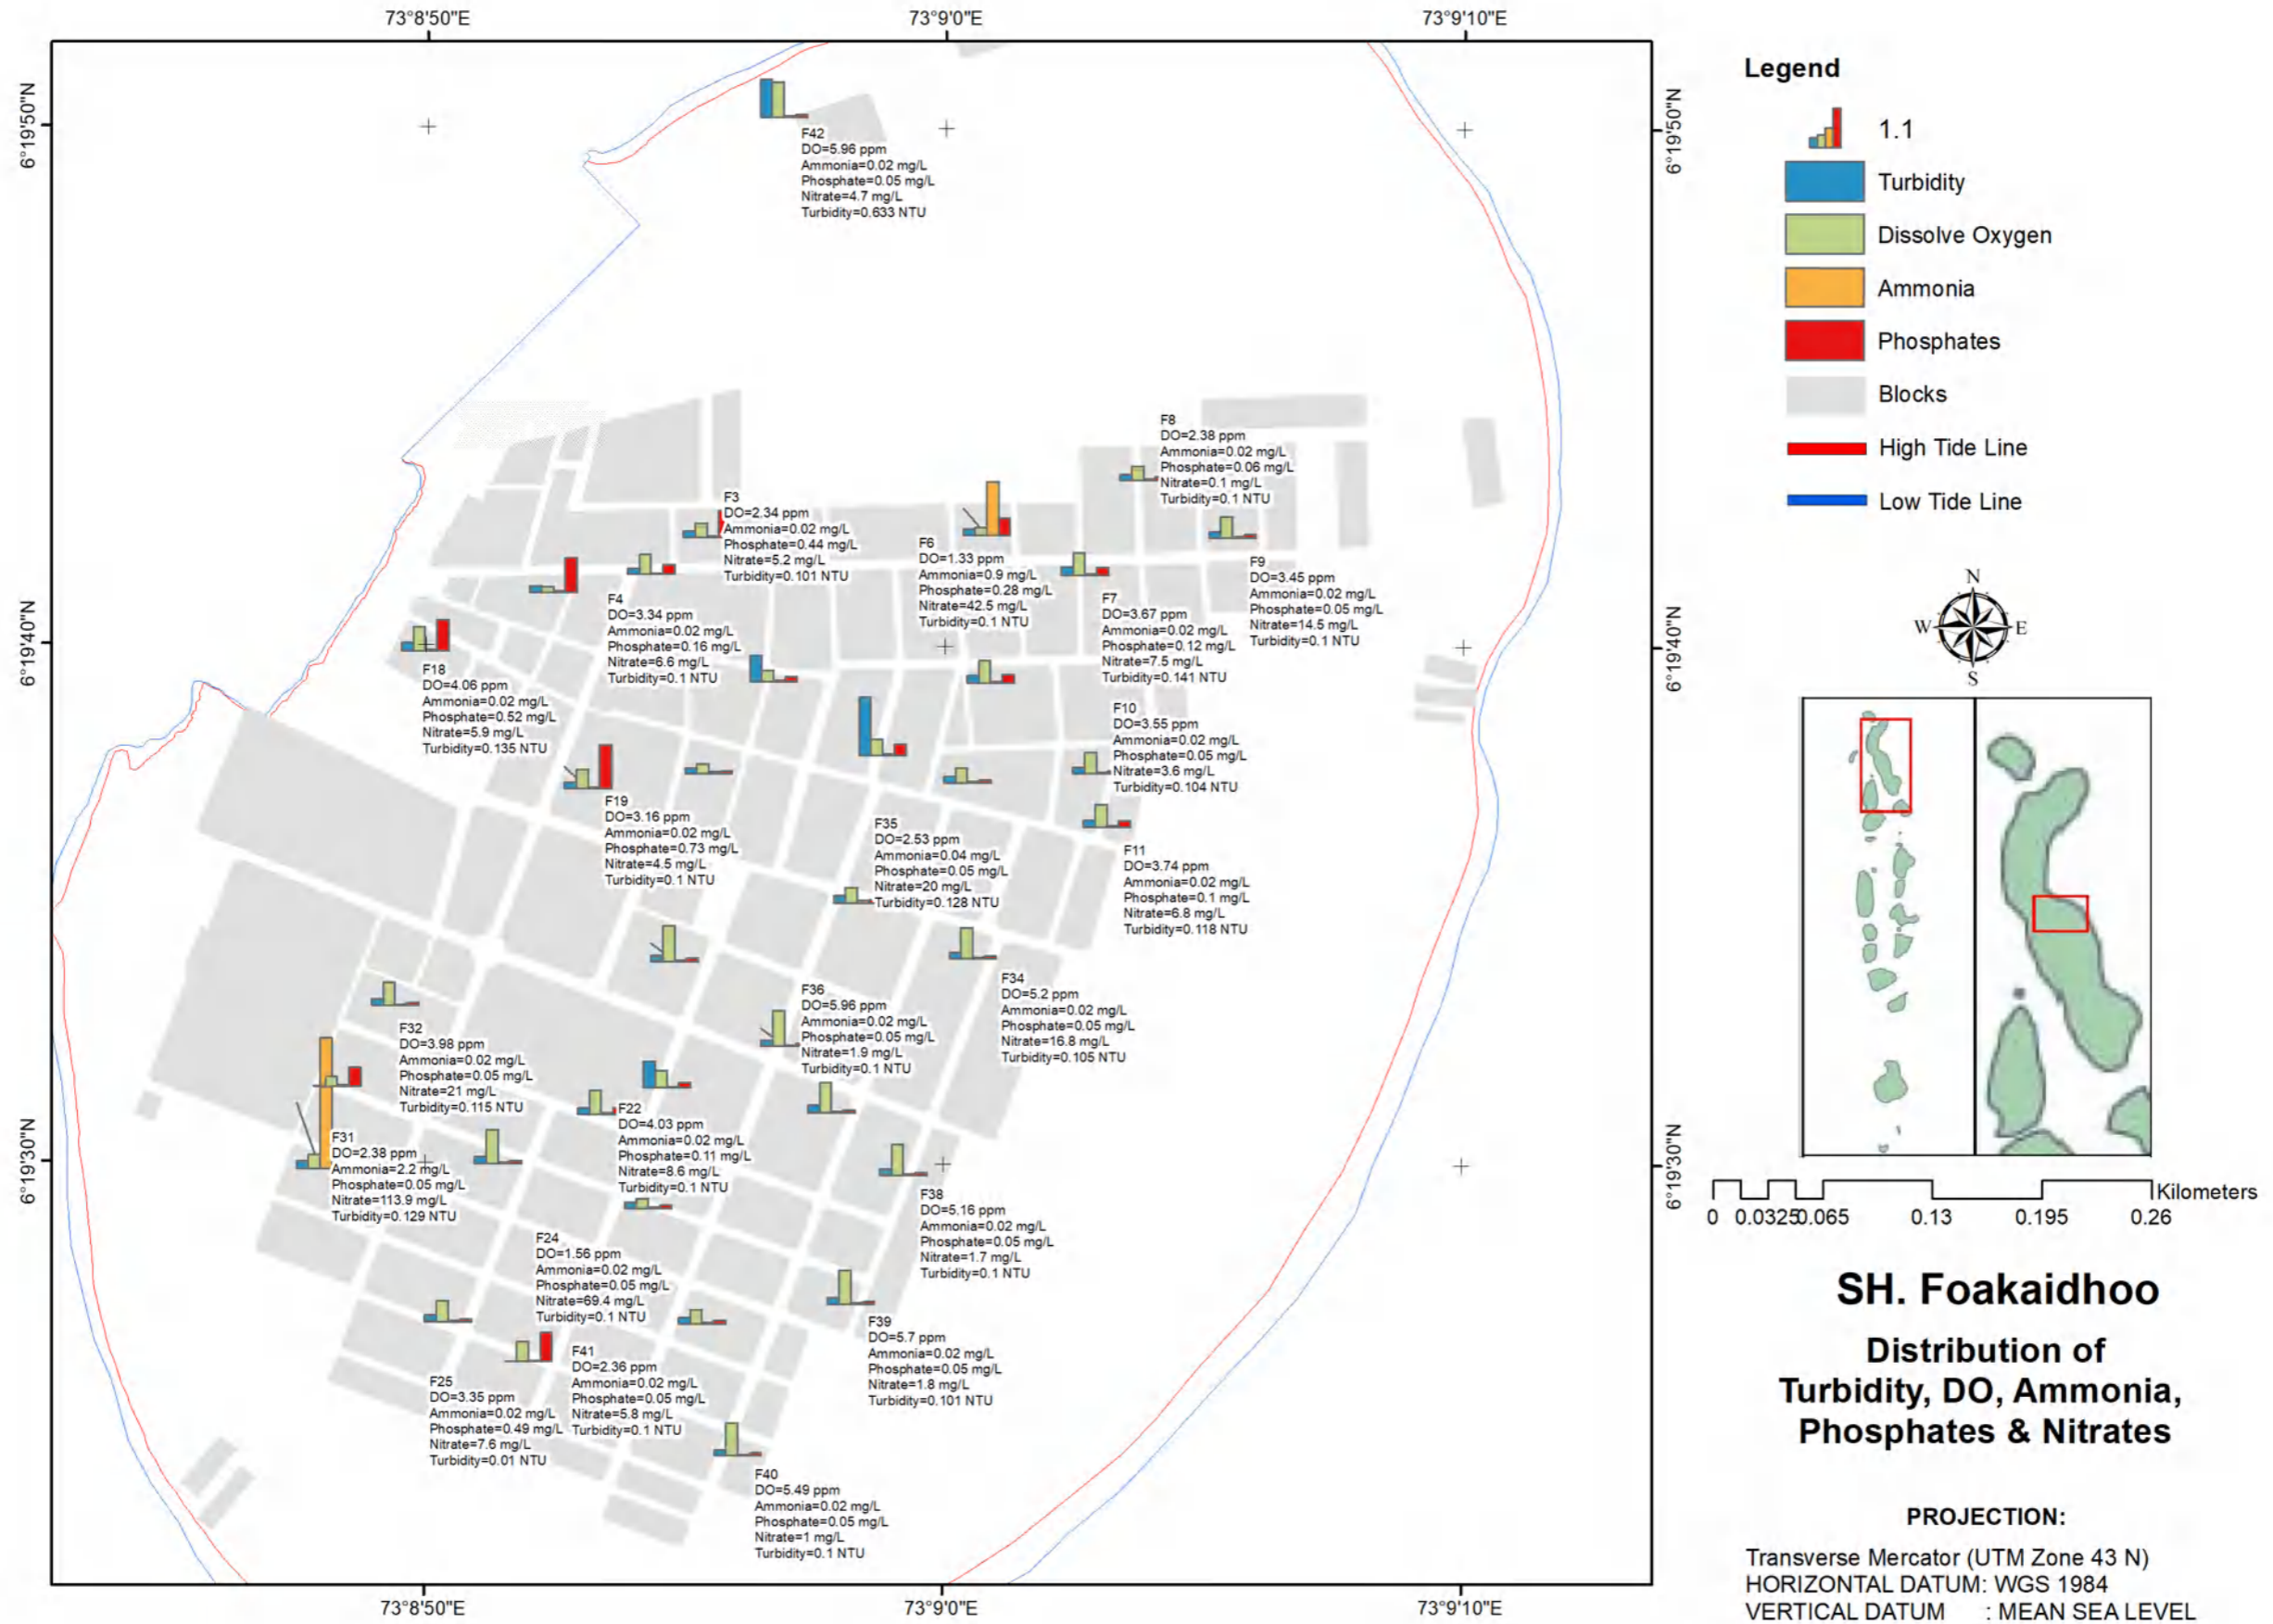 73°8'50"E
73°9'0"E
73°9'10"E
6°19'50"N
6°19'50"N
F42
DO=5.96 ppm
Ammonia=0.02 mg/L
Phosphate=0.05 mg/L
Nitrate=4.7 mg/L
Turbidity=0.633 NTU
F8
DO=2.38 ppm
Ammonia=0.02 mg/L
Phosphate=0.06 mg/L
Nitrate=0.1 mg/L
Turbidity=0.1 NTU
F3
DO=2.34 ppm
Ammonia=0.02 mg/L
Phosphate=0.44 mg/L
Nitrate=5.2 mg/L
Turbidity=0.101 NTU
F6
DO=1.33 ppm
Ammonia=0.9 mg/L
Phosphate=0.28 mg/L
Nitrate=42.5 mg/L
Turbidity=0.1 NTU
F9
DO=3.45 ppm
Ammonia=0.02 mg/L
Phosphate=0.05 mg/L
Nitrate=14.5 mg/L
Turbidity=0.1 NTU
F4
DO=3.34 ppm
Ammonia=0.02 mg/L
Phosphate=0.16 mg/L
Nitrate=6.6 mg/L
Turbidity=0.1 NTU
F7
DO=3.67 ppm
Ammonia=0.02 mg/L
Phosphate=0.12 mg/L
Nitrate=7.5 mg/L
Turbidity=0.141 NTU
6°19'40"N
6°19'40"N
F18
DO=4.06 ppm
Ammonia=0.02 mg/L
Phosphate=0.52 mg/L
Nitrate=5.9 mg/L
Turbidity=0.135 NTU
F10
DO=3.55 ppm
Ammonia=0.02 mg/L
Phosphate=0.05 mg/L
Nitrate=3.6 mg/L
Turbidity=0.104 NTU
F19
DO=3.16 ppm
Ammonia=0.02 mg/L
Phosphate=0.73 mg/L
Nitrate=4.5 mg/L
Turbidity=0.1 NTU
F35
DO=2.53 ppm
Ammonia=0.04 mg/L
Phosphate=0.05 mg/L
Nitrate=20 mg/L
Turbidity=0.128 NTU
F11
DO=3.74 ppm
Ammonia=0.02 mg/L
Phosphate=0.1 mg/L
Nitrate=6.8 mg/L
Turbidity=0.118 NTU
F34
DO=5.2 ppm
Ammonia=0.02 mg/L
Phosphate=0.05 mg/L
Nitrate=16.8 mg/L
Turbidity=0.105 NTU
F36
DO=5.96 ppm
Ammonia=0.02 mg/L
Phosphate=0.05 mg/L
Nitrate=1.9 mg/L
Turbidity=0.1 NTU
F32
DO=3.98 ppm
Ammonia=0.02 mg/L
Phosphate=0.05 mg/L
Nitrate=21 mg/L
Turbidity=0.115 NTU
F22
DO=4.03 ppm
Ammonia=0.02 mg/L
Phosphate=0.11 mg/L
Nitrate=8.6 mg/L
Turbidity=0.1 NTU
F31
DO=2.38 ppm
Ammonia=2.2 mg/L
Phosphate=0.05 mg/L
Nitrate=113.9 mg/L
Turbidity=0.129 NTU
6°19'30"N
6°19'30"N
F38
DO=5.16 ppm
Ammonia=0.02 mg/L
Phosphate=0.05 mg/L
Nitrate=1.7 mg/L
Turbidity=0.1 NTU
F24
DO=1.56 ppm
Ammonia=0.02 mg/L
Phosphate=0.05 mg/L
Nitrate=69.4 mg/L
Turbidity=0.1 NTU
F39
DO=5.7 ppm
Ammonia=0.02 mg/L
Phosphate=0.05 mg/L
Nitrate=1.8 mg/L
Turbidity=0.101 NTU
F41
DO=2.36 ppm
Ammonia=0.02 mg/L
Phosphate=0.05 mg/L
Nitrate=5.8 mg/L
Turbidity=0.1 NTU
F25
DO=3.35 ppm
Ammonia=0.02 mg/L
Phosphate=0.49 mg/L
Nitrate=7.6 mg/L
Turbidity=0.01 NTU
F40
DO=5.49 ppm
Ammonia=0.02 mg/L
Phosphate=0.05 mg/L
Nitrate=1 mg/L
Turbidity=0.1 NTU
73°8'50"E
73°9'0"E
73°9'10"E
Legend
1.1
Turbidity
Dissolve Oxygen
Ammonia
Phosphates
Blocks
High Tide Line
Low Tide Line
N
W E
S
Kilometers
0 0.0325 0.065 0.13 0.195 0.26
SH. Foakaidhoo
Distribution of
Turbidity, DO, Ammonia,
Phosphates & Nitrates
PROJECTION:
Transverse Mercator (UTM Zone 43 N)
HORIZONTAL DATUM: WGS 1984
VERTICAL DATUM : MEAN SEA LEVEL